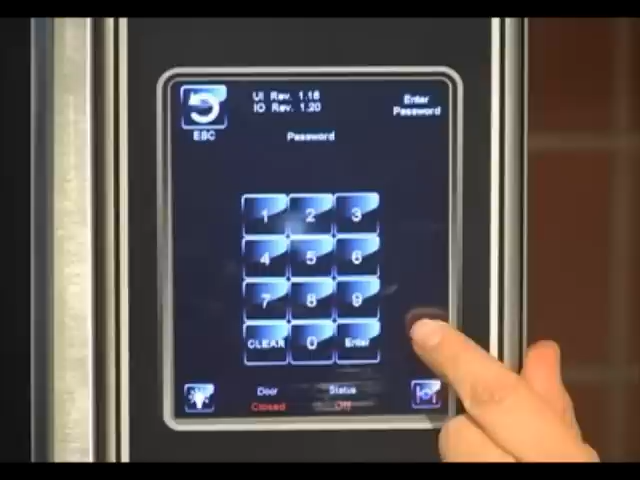 UI Rev. 1.16
IO Rev. 1.20
Enter
Password
ESC
Password
1 2 3
4 5 6
7 8 9
CLEAR 0 Enter
Door Status
Closed Off